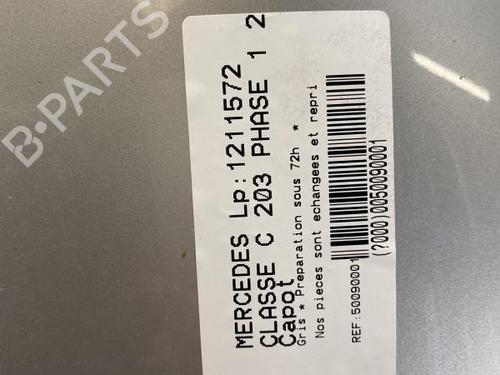 B-PARTS
MERCEDES Lp:1211572
CLASSE C 203 PHASE 1 2
Capot
Gris * Preparation sous 72h *
Nos pieces sont echangees et repri
REF:50090001
(?000)0050090001